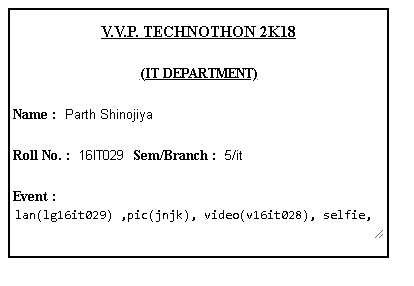 V.V.P. TECHNOTHON 2K18
(IT DEPARTMENT)
Name : Parth Shinojiya
Roll No. : 16IT029 Sem/Branch : 5/it
Event :
lan(lg16it029) ,pic(jnjk), video(v16it028), selfie,